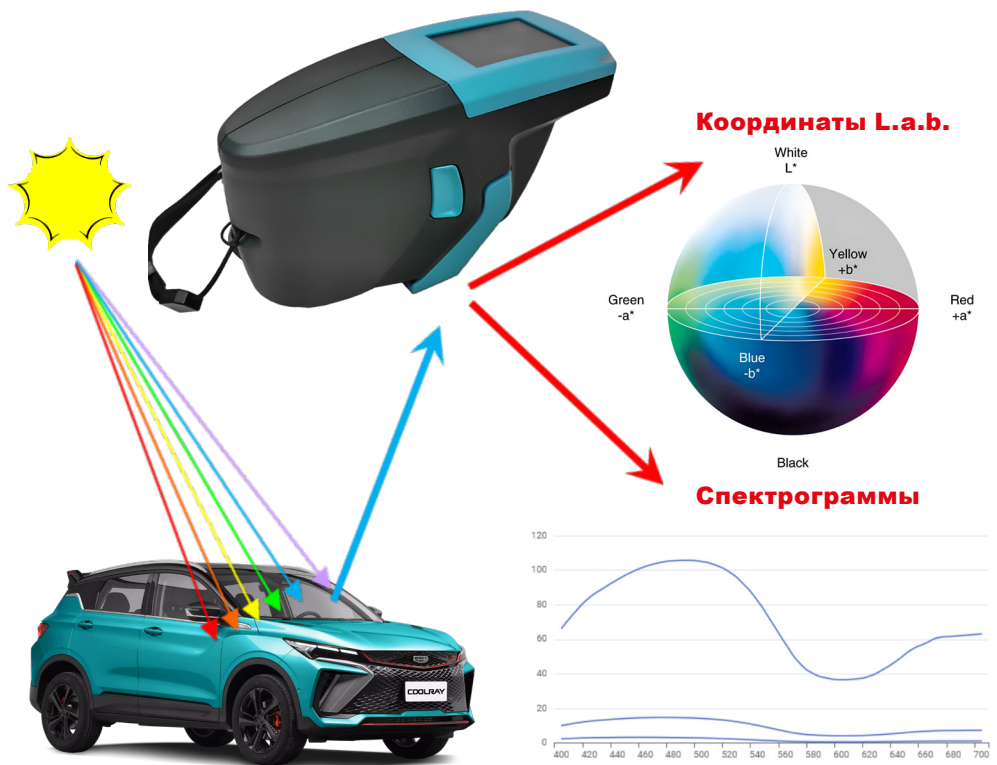 Координаты L.a.b.
White
L*
Yellow
+b*
Green
-a*
Red
+a*
Blue
-b*
Black
Спектрограммы
120
100
80
60
40
20
0
400 420 440 460 480 500 520 540 560 580 600 620 640 660 680 700
COOLRAY